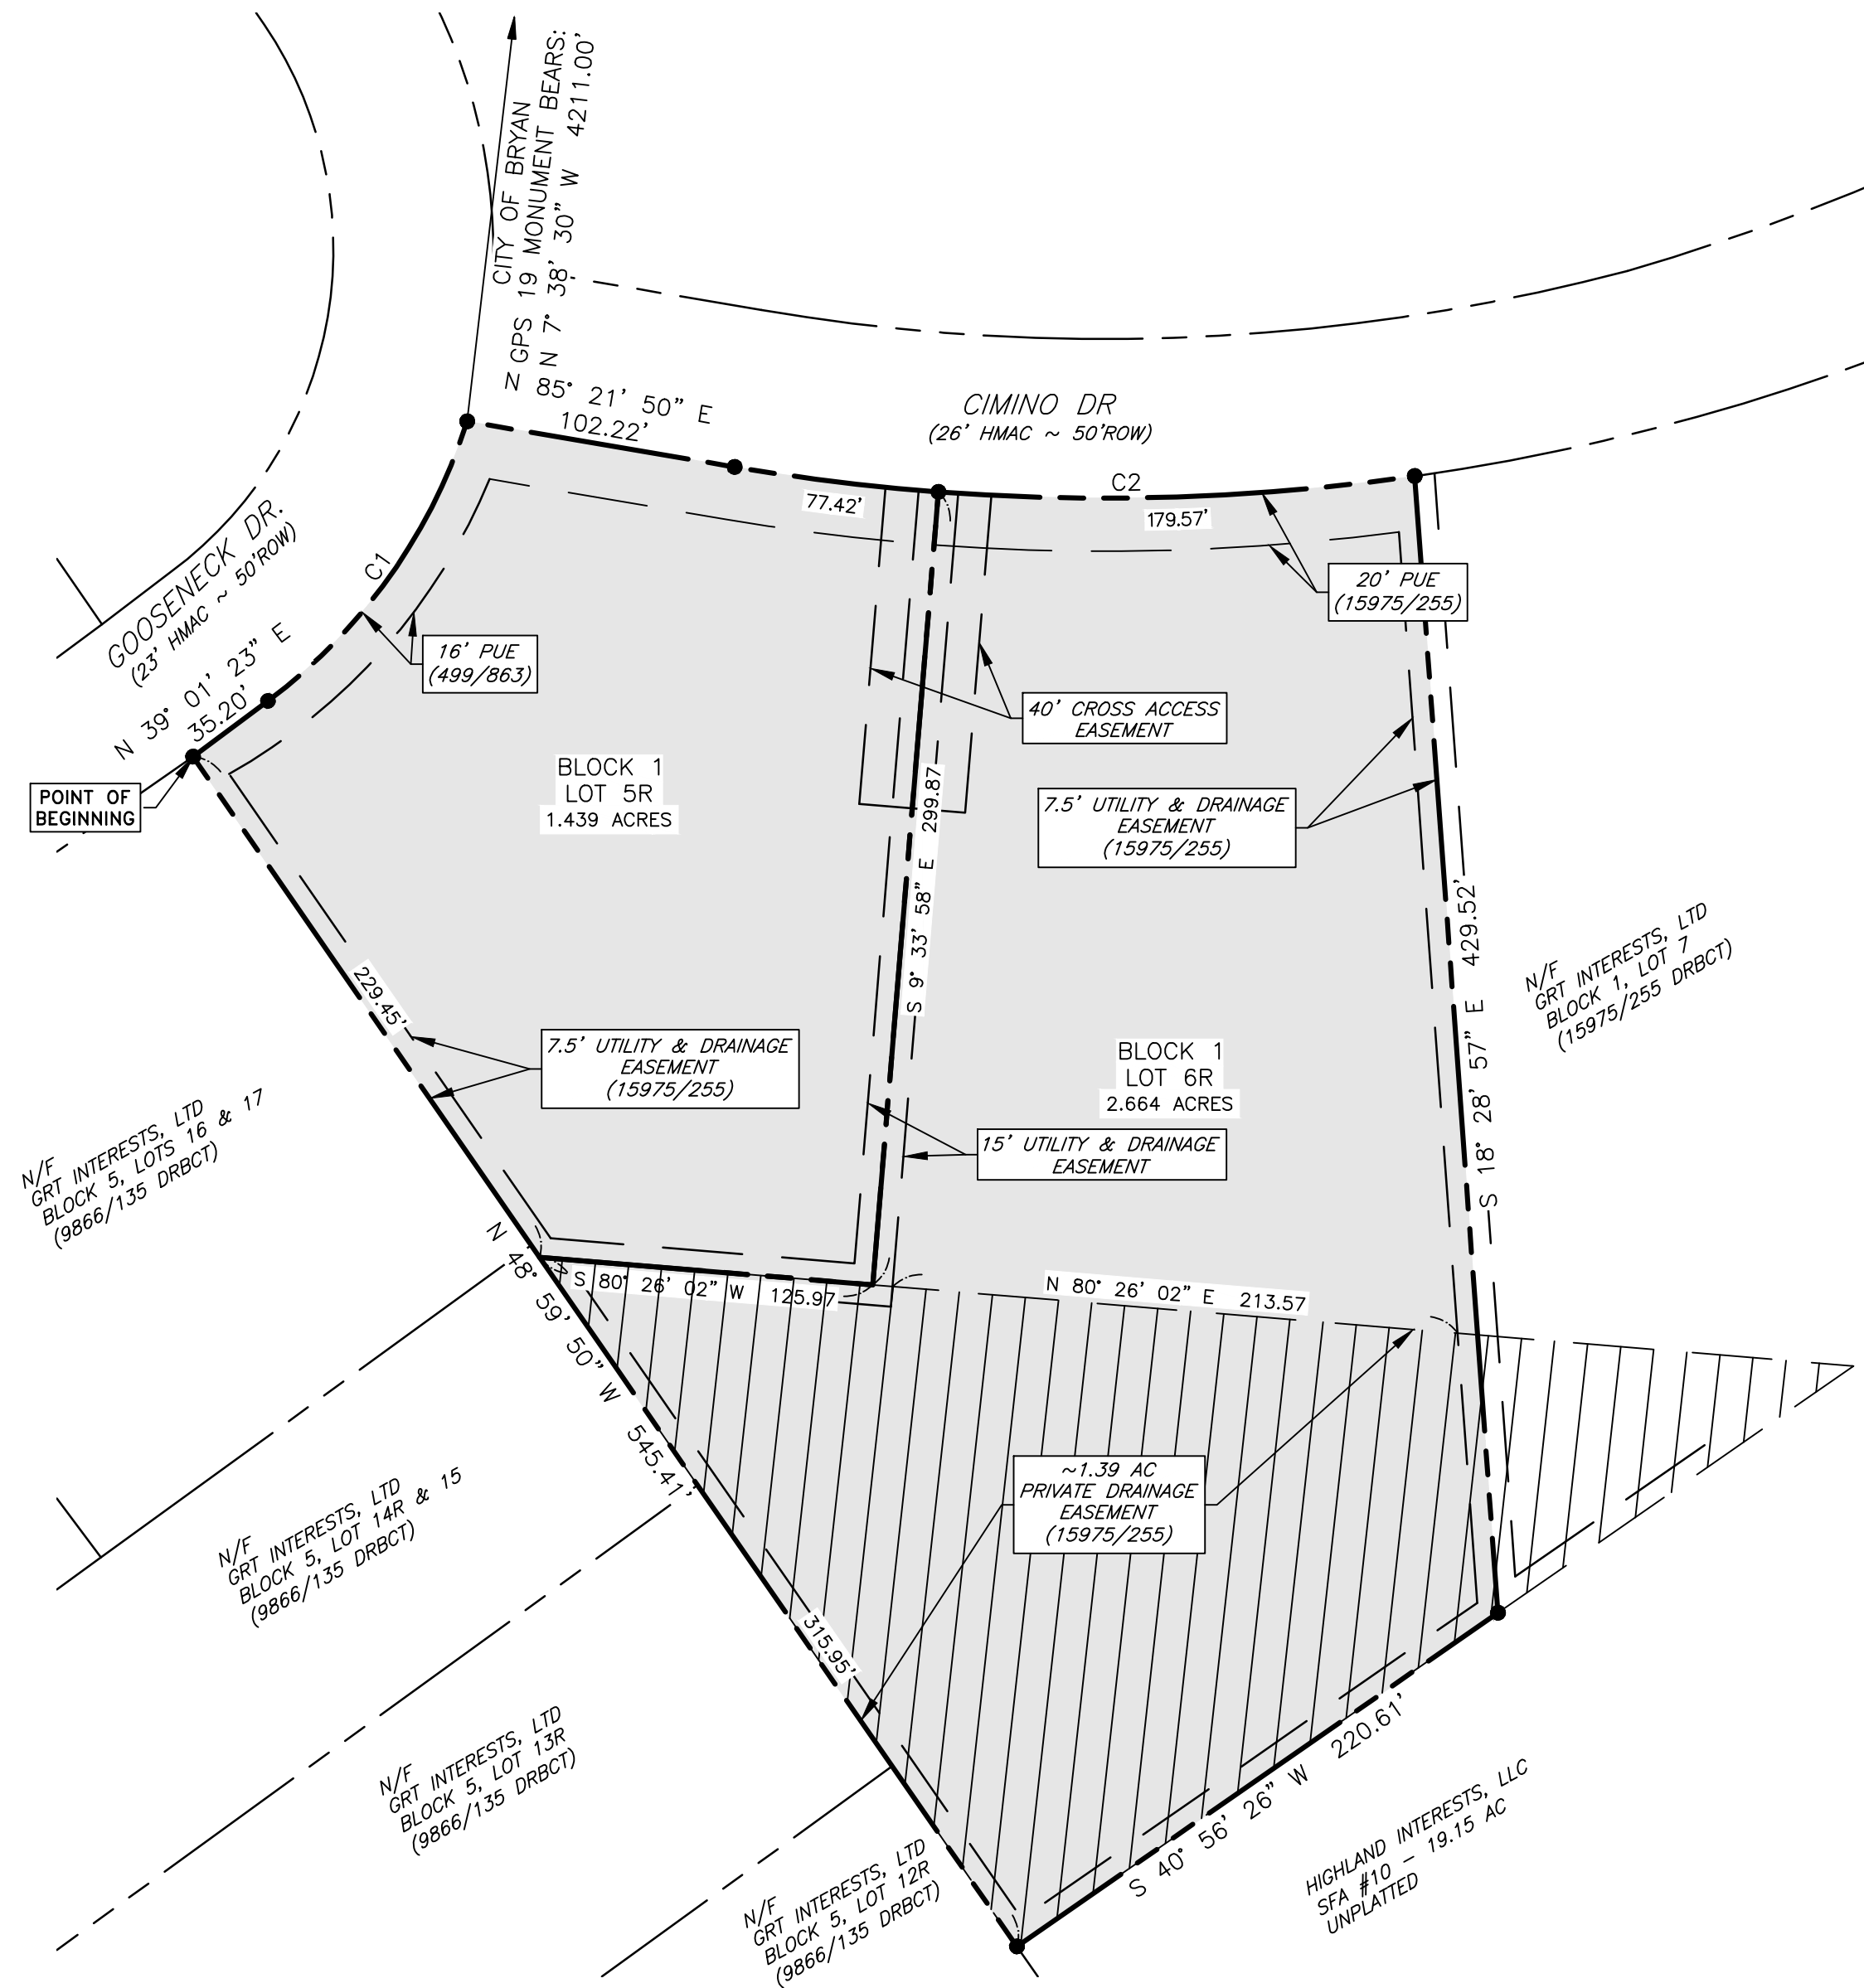 CITY OF BRYAN
GPS 19 MONUMENT BEARS:
N 7° 38' 30" W 4211.00'
N 85° 21' 50" E
102.22'
CIMINO DR
(26' HMAC ~ 50'ROW)
C2
77.42'
179.57'
GOOSENECK DR.
(23' HMAC ~ 50'ROW)
C1
20' PUE
(15975/255)
16' PUE
(499/863)
N 39° 01' 23" E
35.20'
40' CROSS ACCESS
EASEMENT
POINT OF
BEGINNING
BLOCK 1
LOT 5R
1.439 ACRES
7.5' UTILITY & DRAINAGE
EASEMENT
(15975/255)
S 9° 33' 58" E 299.87
S 18° 28' 57" E 429.52'
N/F
GRT INTERESTS, LTD
BLOCK 1, LOT 7
(15975/255 DRBCT)
229.45'
7.5' UTILITY & DRAINAGE
EASEMENT
(15975/255)
BLOCK 1
LOT 6R
2.664 ACRES
15' UTILITY & DRAINAGE
EASEMENT
N/F
GRT INTERESTS, LTD
BLOCK 5, LOTS 16 & 17
(9866/135 DRBCT)
N 48° 59' 50" W 545.41'
S 80° 26' 02" W 125.97
N 80° 26' 02" E 213.57
~1.39 AC
PRIVATE DRAINAGE
EASEMENT
(15975/255)
N/F
GRT INTERESTS, LTD
BLOCK 5, LOT 14R & 15
(9866/135 DRBCT)
315.95'
N/F
GRT INTERESTS, LTD
BLOCK 5, LOT 13R
(9866/135 DRBCT)
S 40° 56' 26" W 220.61'
HIGHLAND INTERESTS, LLC
SFA #10 - 19.15 AC
UNPLATTED
N/F
GRT INTERESTS, LTD
BLOCK 5, LOT 12R
(9866/135 DRBCT)